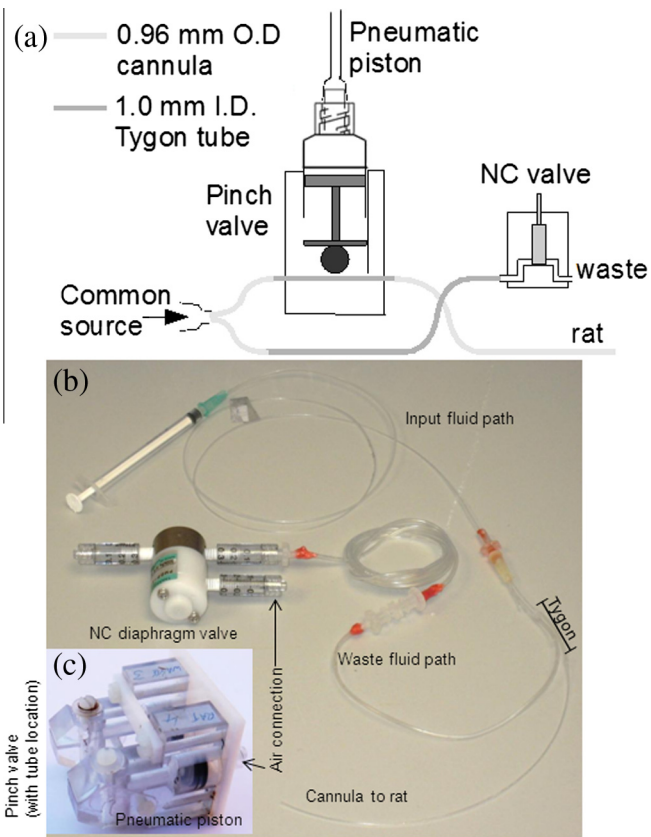 (a)
0.96 mm O.D
cannula
1.0 mm I.D.
Tygon tube
Pneumatic
piston
Pinch
valve
NC valve
waste
Common
source
rat
(b)
Input fluid path
NC diaphragm valve
Tygon
Waste fluid path
Air connection
Cannula to rat
(c)
Pneumatic piston
Pinch valve
(with tube location)